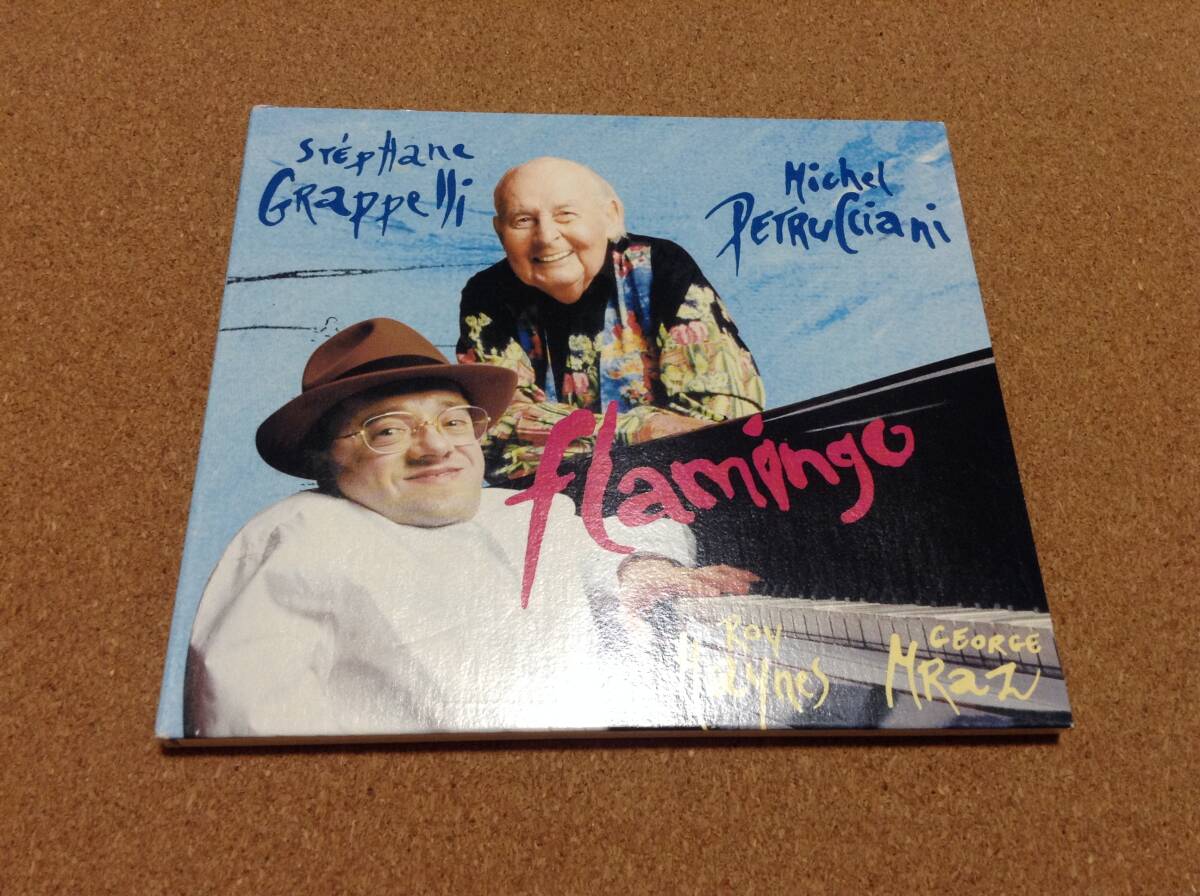 Stéphane
Grappelli
Michel
Petrucciani
flamingo
Roy
Haynes
George
Mraz